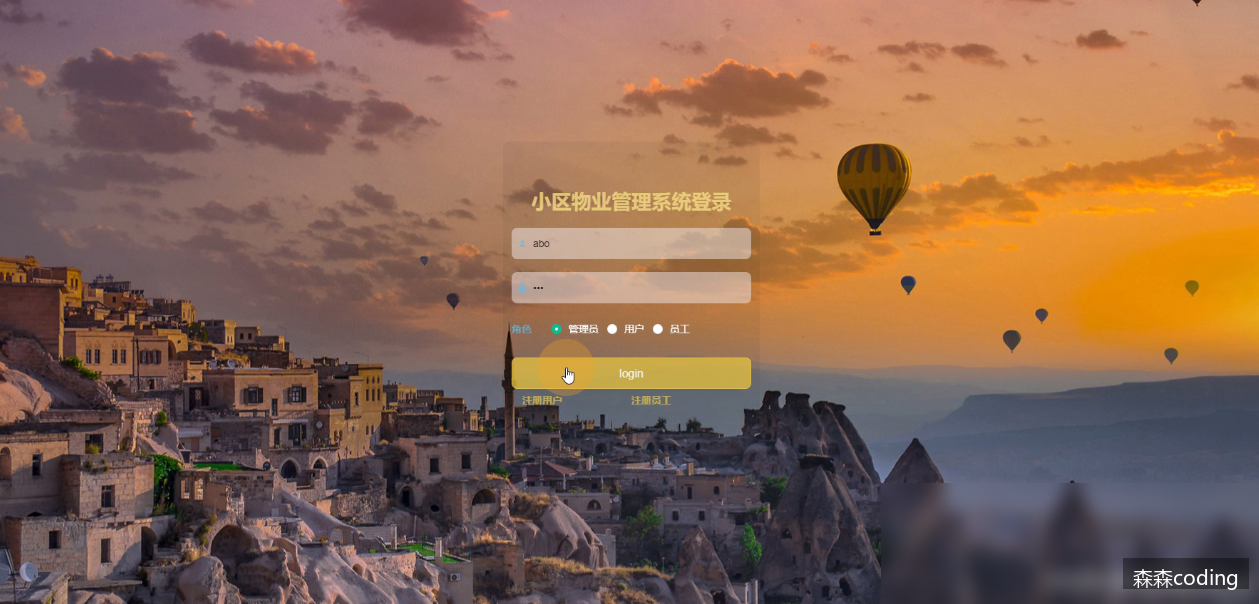 小区物业管理系统登录
abo
•••
角色 管理员 用户 员工
login
注册用户 注册员工
森森coding